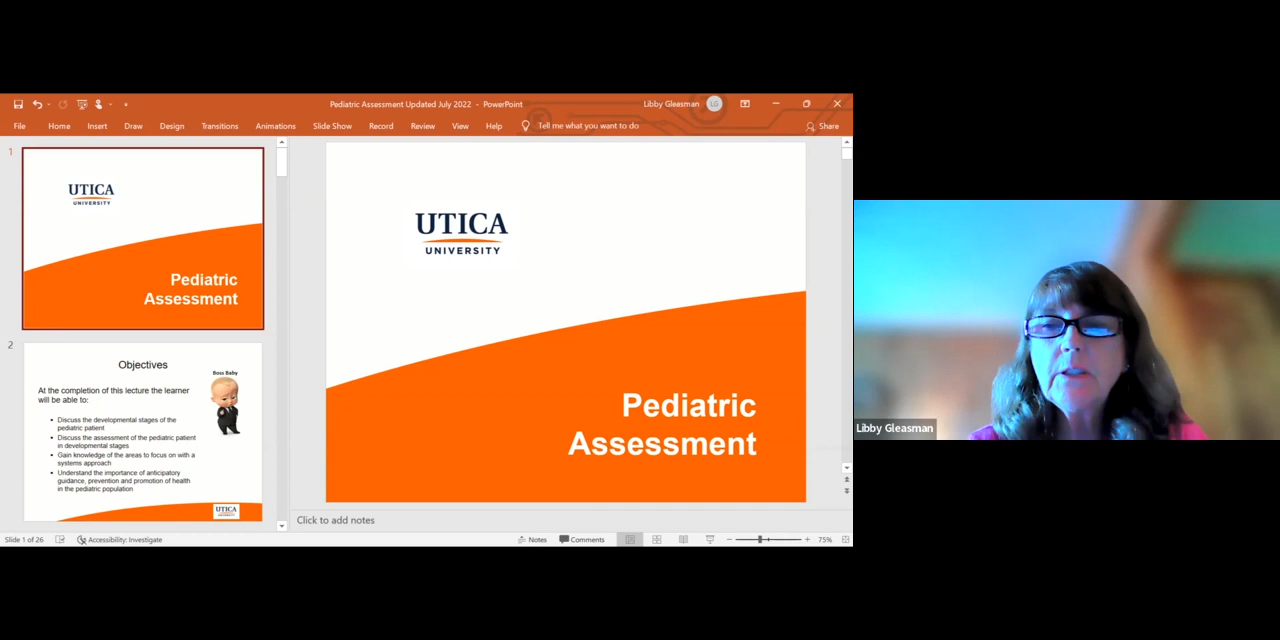 Pediatric Assessment Updated July 2022 - PowerPoint
Libby Gleasman
LG
File Home Insert Draw Design Transitions Animations Slide Show Record Review View Help Tell me what you want to do
Share
1
UTICA
UNIVERSITY
Pediatric
Assessment
2
Objectives
Boss Baby
At the completion of this lecture the learner
will be able to:
• Discuss the developmental stages of the
pediatric patient
• Discuss the assessment of the pediatric patient
in developmental stages
• Gain knowledge of the areas to focus on with a
systems approach
• Understand the importance of anticipatory
guidance, prevention and promotion of health
in the pediatric population
UTICA
UNIVERSITY
UTICA
UNIVERSITY
Pediatric
Assessment
Click to add notes
Slide 1 of 26
Accessibility: Investigate
Notes
Comments
75%
Libby Gleasman